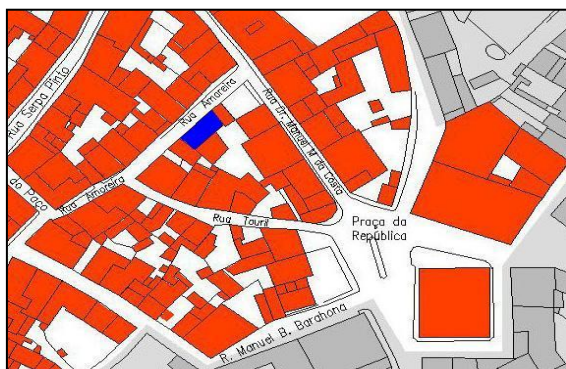 Rua Serpa Pinto
Rua Amoreira
Rua Dr. Manuel M da Costa
do Paço
Rua Amoreira
Rua Touril
Praça da
República
R. Manuel B. Barahona